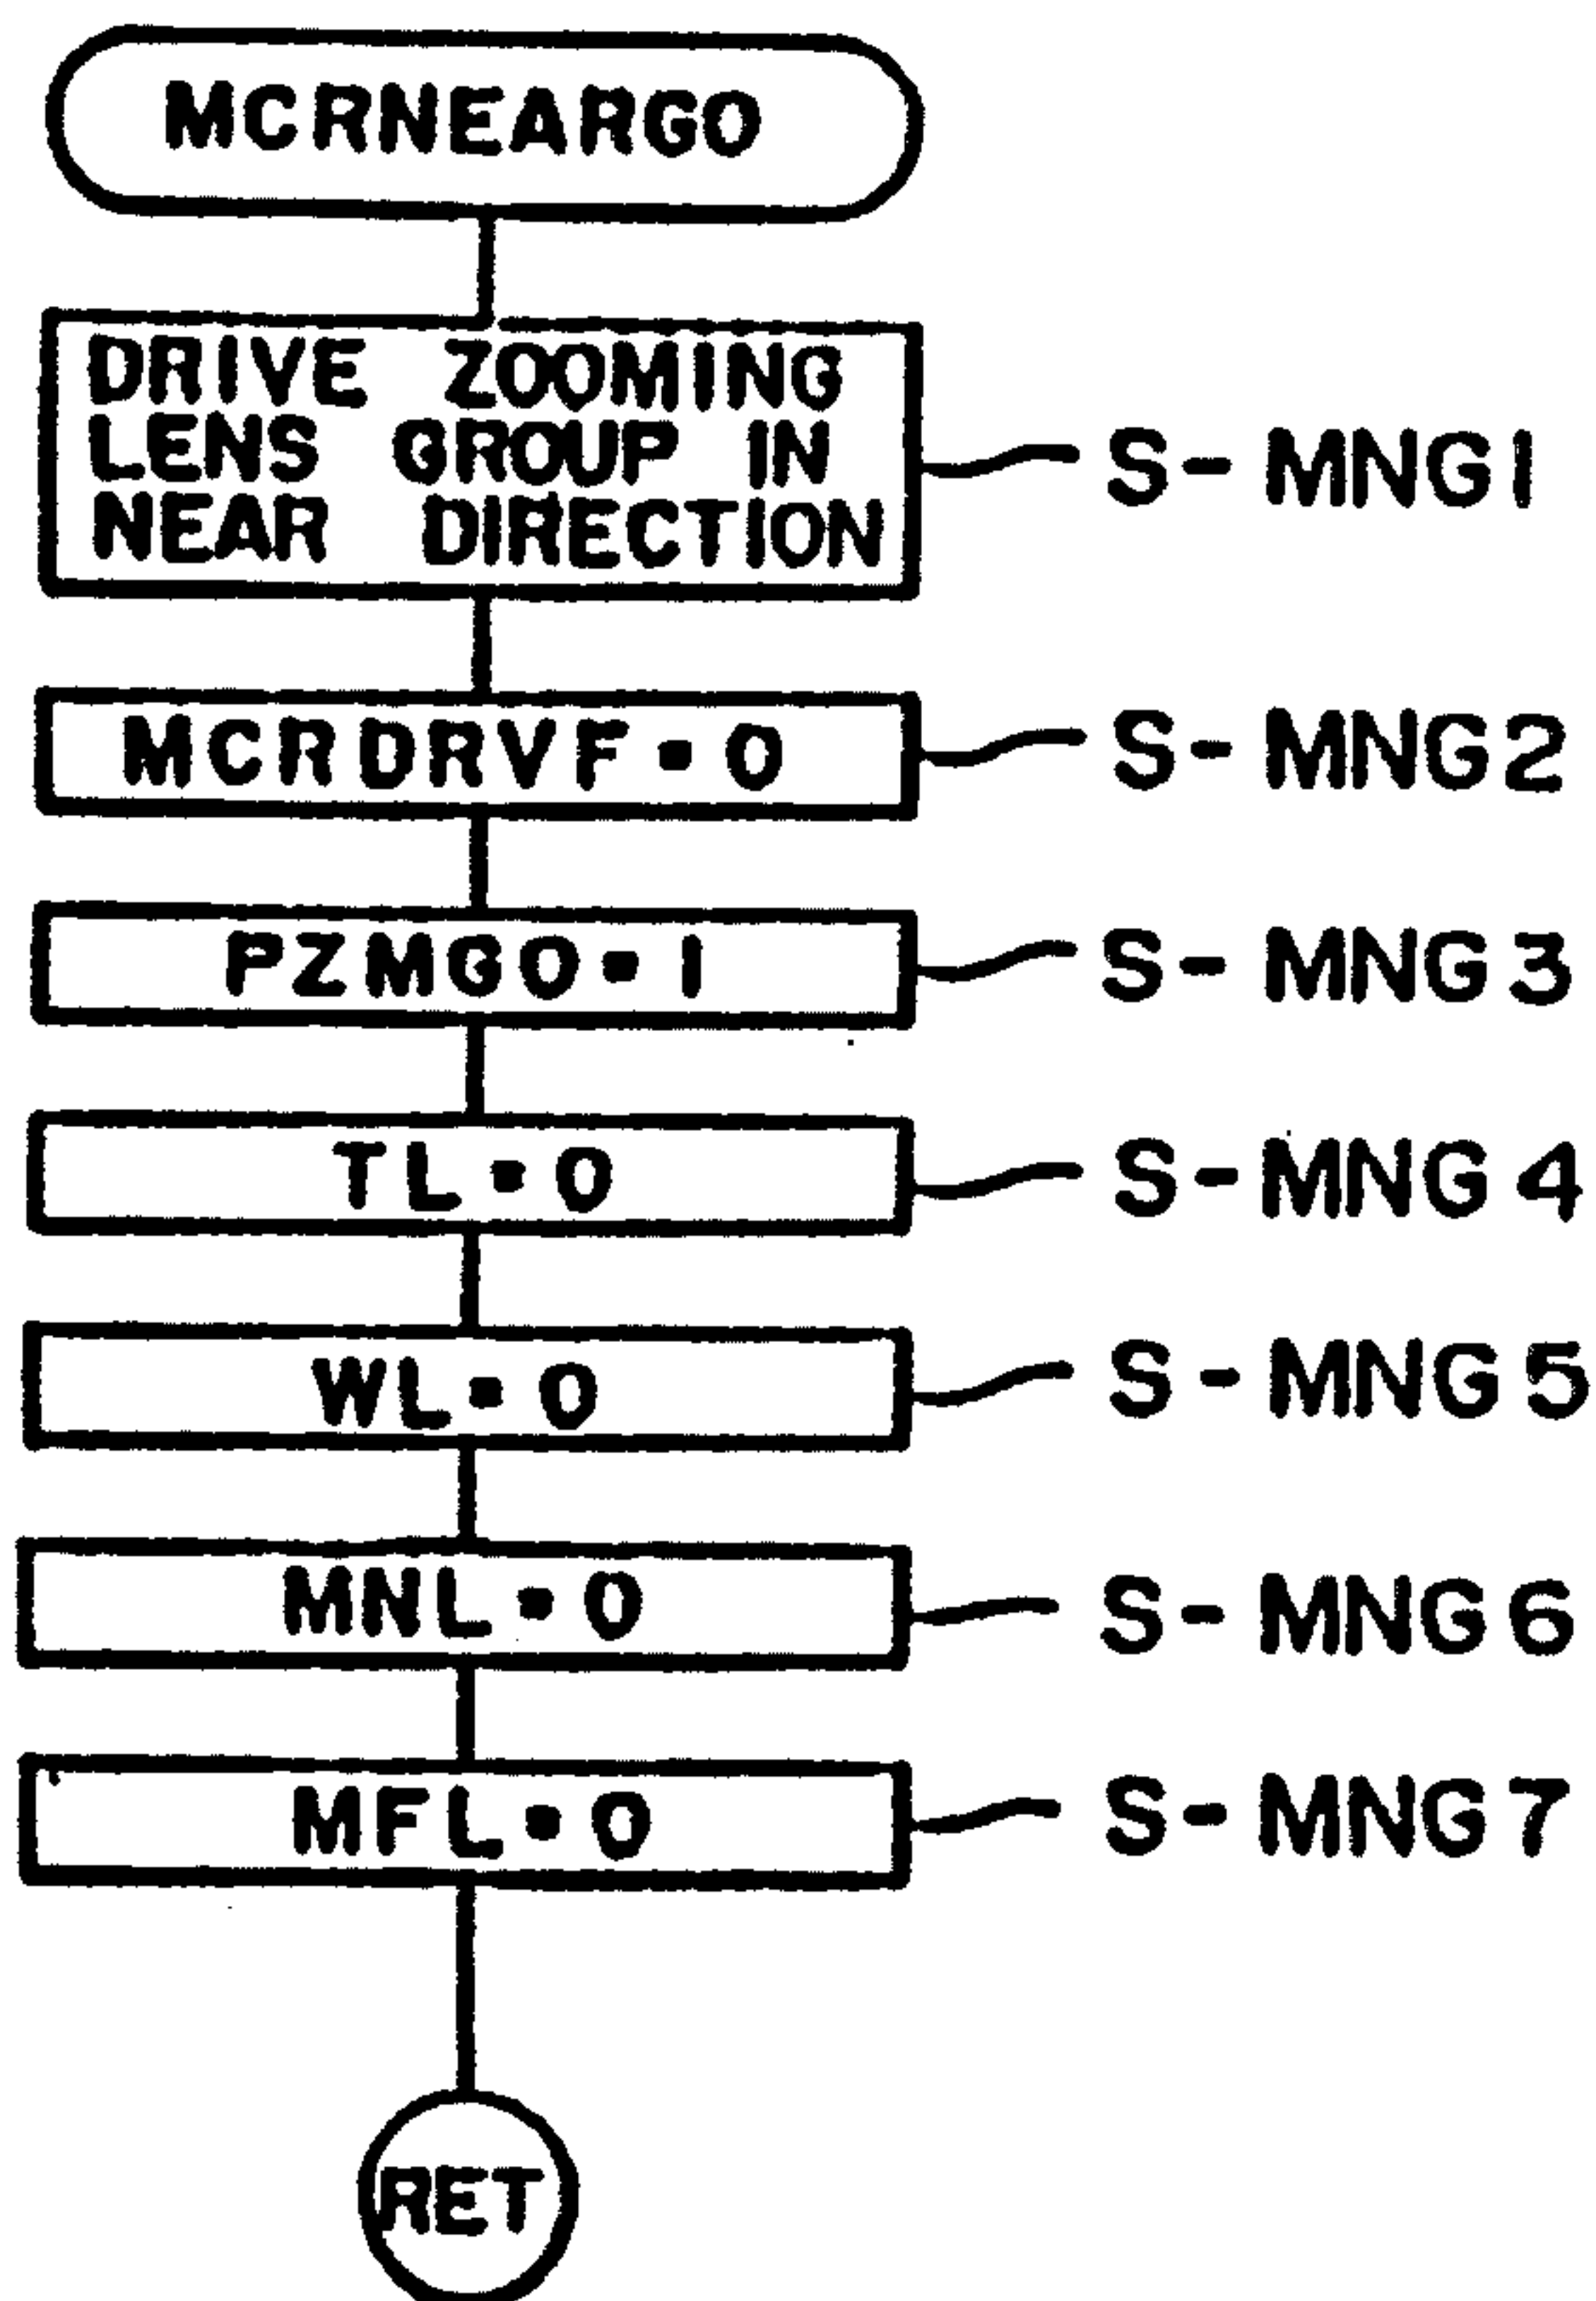 MCRNEARGO
DRIVE ZOOMING
LENS GROUP IN
NEAR DIRECTION
S-MNG1
MCRDRVF•0
S-MNG2
PZMGO•1
S-MNG3
TL•0
S-MNG4
WL•0
S-MNG5
MNL•0
S-MNG6
MFL•0
S-MNG7
RET